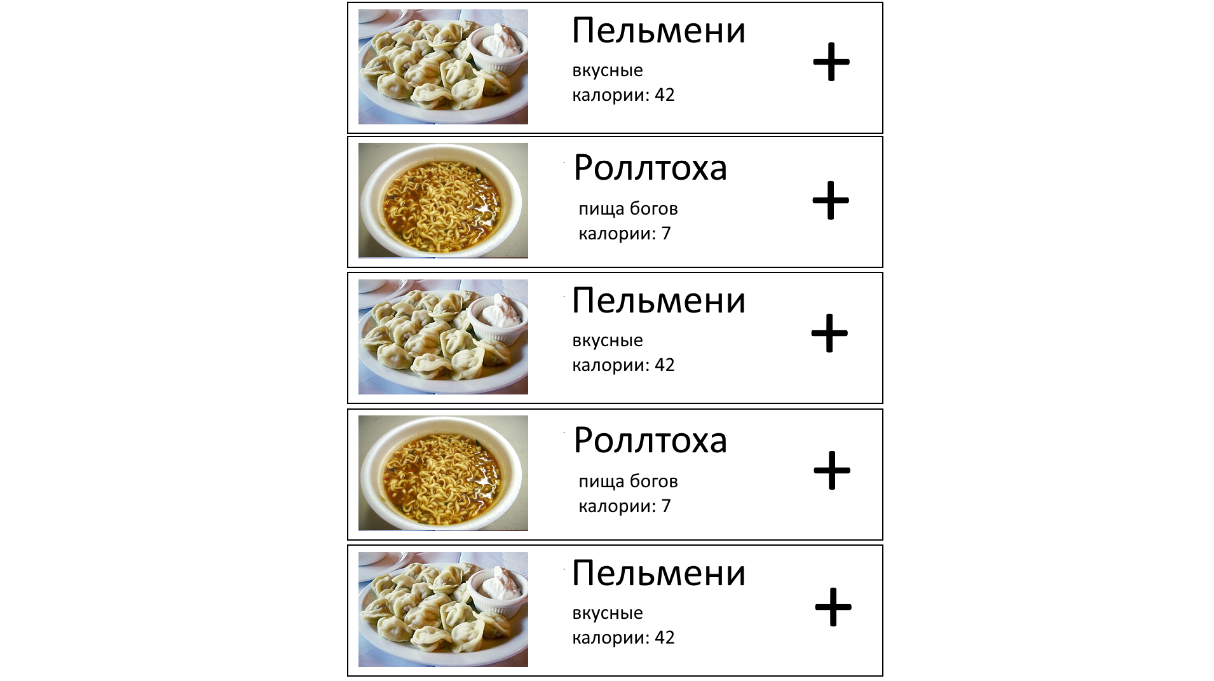 Пельмени
вкусные
калории: 42
Роллтоха
пища богов
калории: 7
Пельмени
вкусные
калории: 42
Роллтоха
пища богов
калории: 7
Пельмени
вкусные
калории: 42